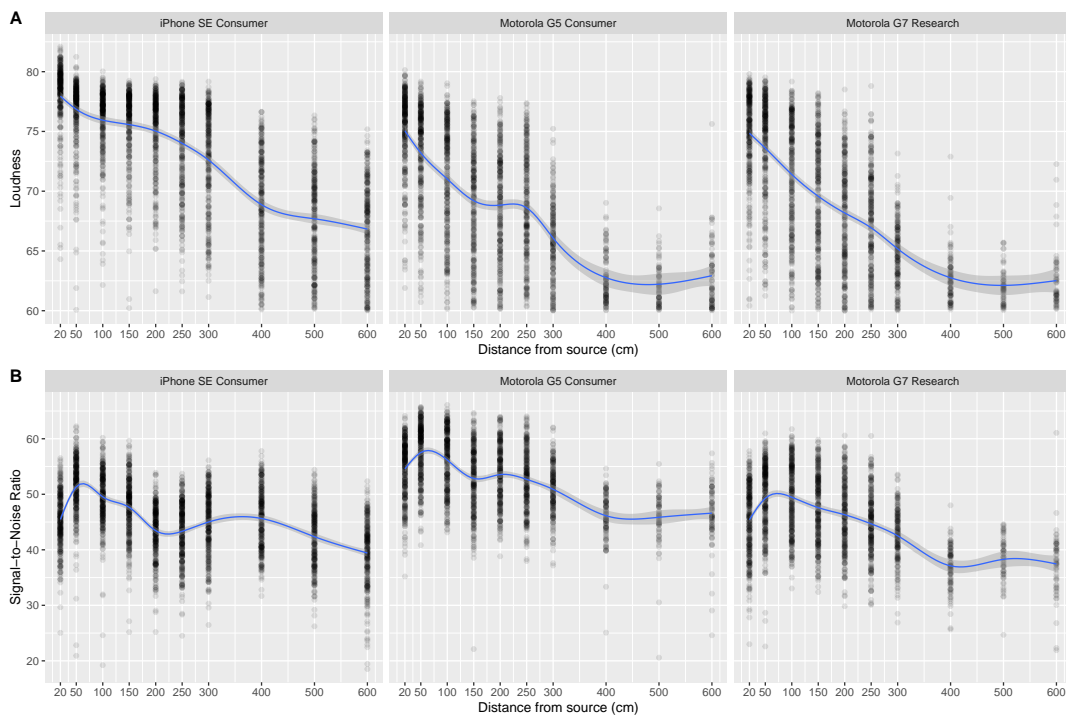 A
iPhone SE Consumer Motorola G5 Consumer Motorola G7 Research
Loudness
80
75
70
65
60
20 50 100 150 200 250 300 400 500 600 20 50 100 150 200 250 300 400 500 600 20 50 100 150 200 250 300 400 500 600
Distance from source (cm)
B
iPhone SE Consumer Motorola G5 Consumer Motorola G7 Research
Signal−to−Noise Ratio
60
50
40
30
20
20 50 100 150 200 250 300 400 500 600 20 50 100 150 200 250 300 400 500 600 20 50 100 150 200 250 300 400 500 600
Distance from source (cm)